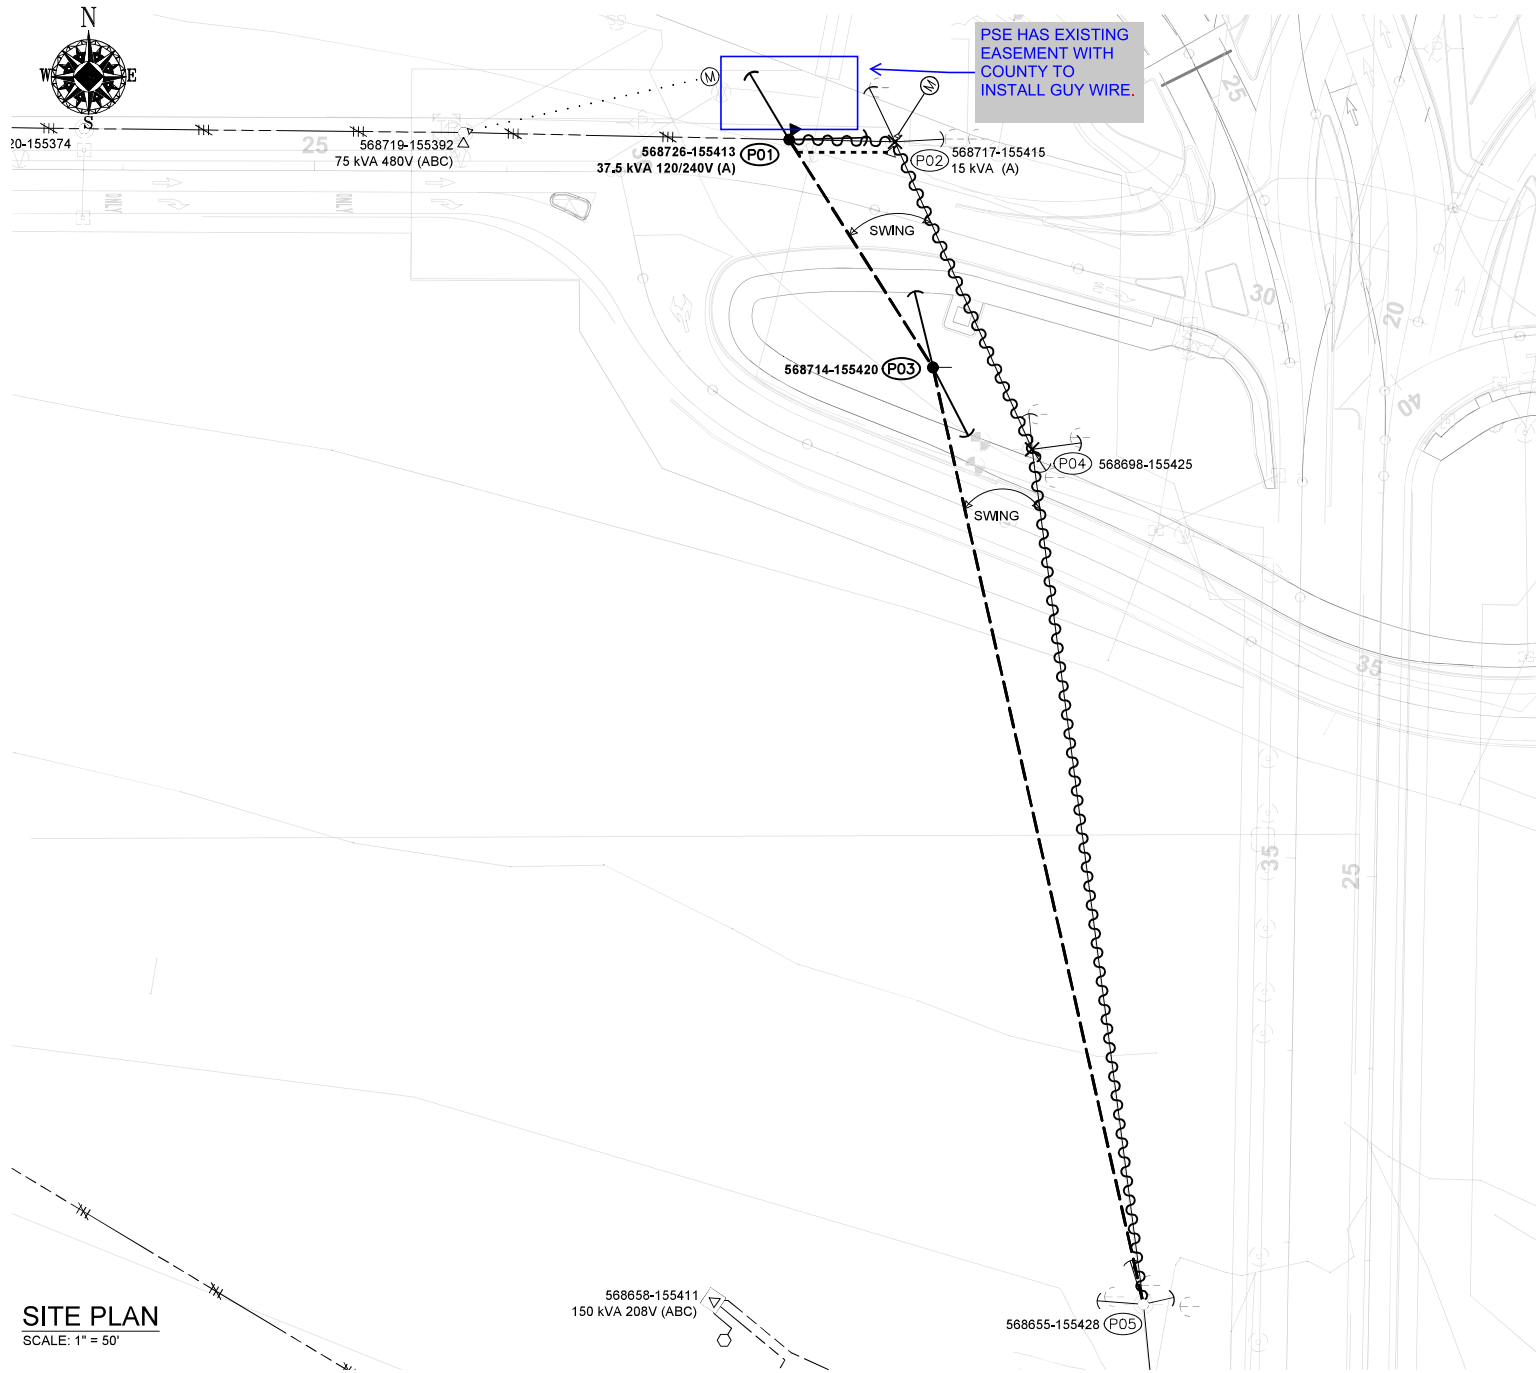 N
W
E
S
PSE HAS EXISTING
EASEMENT WITH
COUNTY TO
INSTALL GUY WIRE.
M
M
20-155374
25
568719-155392
75 kVA 480V (ABC)
568726-155413
37.5 kVA 120/240V (A)
P01
P02
568717-155415
15 kVA (A)
25
ONLY
ONLY
SWING
30
20
568714-155420
P03
40
P04
568698-155425
SWING
35
35
25
568658-155411
150 kVA 208V (ABC)
568655-155428
P05
SITE PLAN
SCALE: 1" = 50'